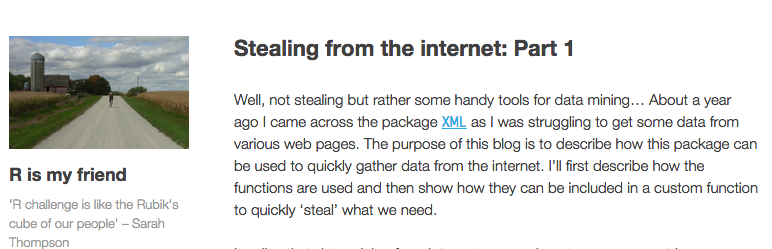 Stealing from the internet: Part 1
Well, not stealing but rather some handy tools for data mining… About a year
ago I came across the package XML as I was struggling to get some data from
various web pages. The purpose of this blog is to describe how this package can
be used to quickly gather data from the internet. I’ll first describe how the
functions are used and then show how they can be included in a custom function
to quickly ‘steal’ what we need.
R is my friend
'R challenge is like the Rubik's
cube of our people' – Sarah
Thompson